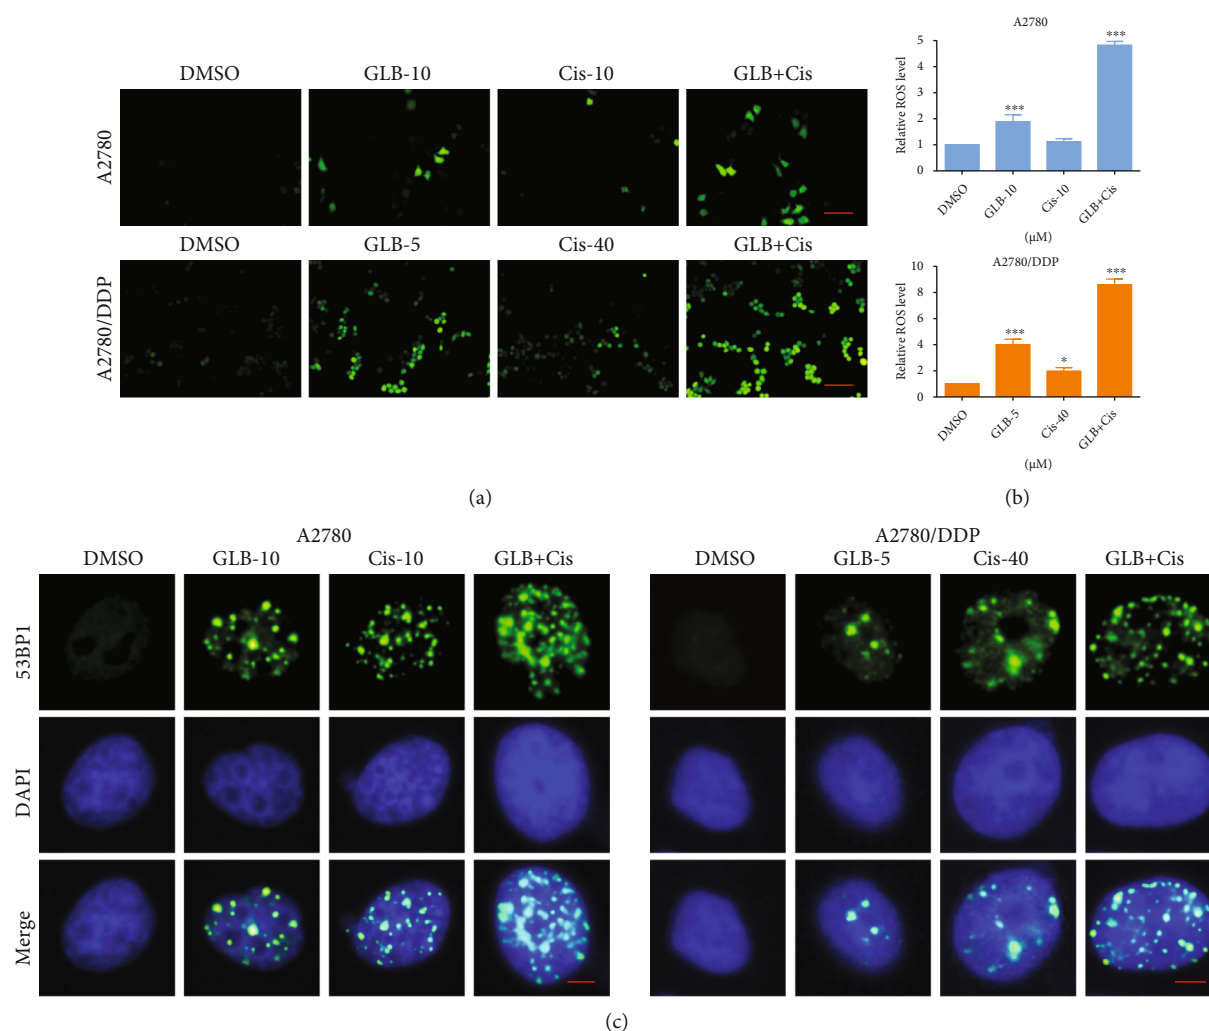 DMSO GLB-10 Cis-10 GLB+Cis
A2780
DMSO GLB-5 Cis-40 GLB+Cis
A2780/DDP
(a)
A2780
Relative ROS level
5
4
3
2
1
0
DMSO GLB-10 Cis-10 GLB+Cis
*** ***
(μM)
A2780/DDP
Relative ROS level
10
8
6
4
2
0
DMSO GLB-5 Cis-40 GLB+Cis
*** * ***
(μM)
(b)
A2780
DMSO GLB-10 Cis-10 GLB+Cis
A2780/DDP
DMSO GLB-5 Cis-40 GLB+Cis
53BP1
DAPI
Merge
(c)